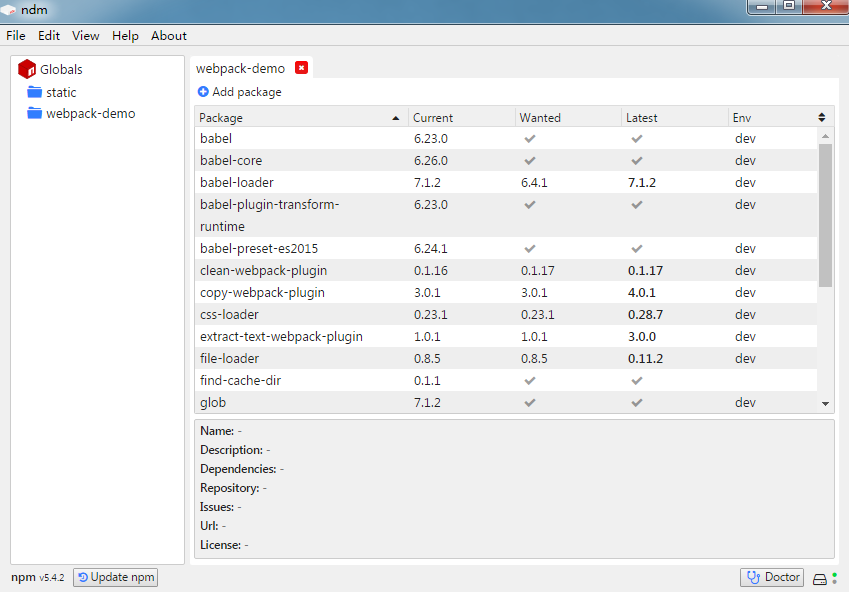 ndm
File Edit View Help About
Globals
static
webpack-demo
webpack-demo
Add package
Package Current Wanted Latest Env
babel 6.23.0 dev
babel-core 6.26.0 dev
babel-loader 7.1.2 6.4.1 7.1.2 dev
babel-plugin-transform- 6.23.0 dev
runtime
babel-preset-es2015 6.24.1 dev
clean-webpack-plugin 0.1.16 0.1.17 0.1.17 dev
copy-webpack-plugin 3.0.1 3.0.1 4.0.1 dev
css-loader 0.23.1 0.23.1 0.28.7 dev
extract-text-webpack-plugin 1.0.1 1.0.1 3.0.0 dev
file-loader 0.8.5 0.8.5 0.11.2 dev
find-cache-dir 0.1.1
glob 7.1.2 dev
Name: -
Description: -
Dependencies: -
Repository: -
Issues: -
Url: -
License: -
npm v5.4.2 Update npm Doctor